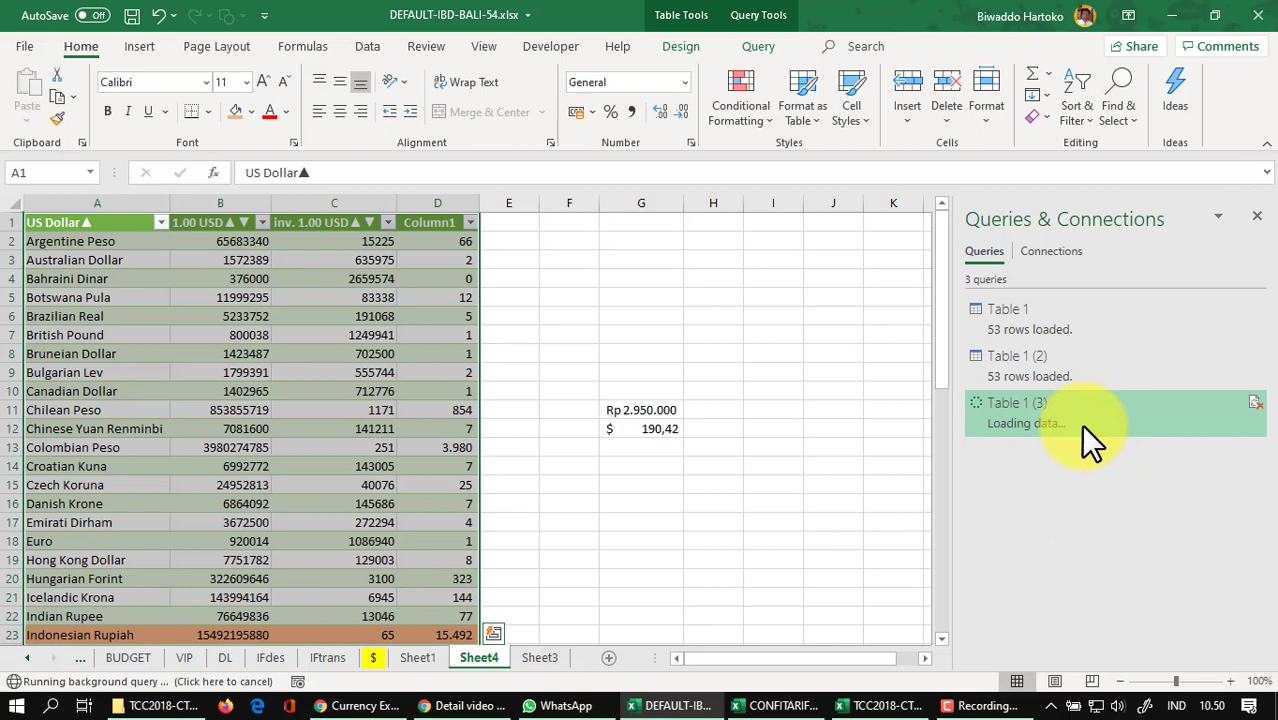 AutoSave Off DEFAULT-IBD-BALI-54.xlsx Table Tools Query Tools Biwaddo Hartoko
File Home Insert Page Layout Formulas Data Review View Developer Help Design Query Search Share Comments
Calibri 11 Wrap Text General
Paste B I U Merge & Center % Conditional Formatting Format as Table Cell Styles Insert Delete Format Sort & Filter Find & Select Ideas
Clipboard Font Alignment Number Styles Cells Editing Ideas
A1 fx US Dollar▲
A B C D E F G H I J K
1 US Dollar▲ 1.00 USD▲▼ inv. 1.00 USD▲▼ Column1
2 Argentine Peso 65683340 15225 66
3 Australian Dollar 1572389 635975 2
4 Bahraini Dinar 376000 2659574 0
5 Botswana Pula 11999295 83338 12
6 Brazilian Real 5233752 191068 5
7 British Pound 800038 1249941 1
8 Bruneian Dollar 1423487 702500 1
9 Bulgarian Lev 1799391 555744 2
10 Canadian Dollar 1402965 712776 1
11 Chilean Peso 853855719 1171 854 Rp 2.950.000
12 Chinese Yuan Renminbi 7081600 141211 7 $ 190,42
13 Colombian Peso 3980274785 251 3.980
14 Croatian Kuna 6992772 143005 7
15 Czech Koruna 24952813 40076 25
16 Danish Krone 6864092 145686 7
17 Emirati Dirham 3672500 272294 4
18 Euro 920014 1086940 1
19 Hong Kong Dollar 7751782 129003 8
20 Hungarian Forint 322609646 3100 323
21 Icelandic Krona 143994164 6945 144
22 Indian Rupee 76649836 13046 77
23 Indonesian Rupiah 15492195880 65 15.492
Queries & Connections
Queries Connections
3 queries
Table 1
53 rows loaded.
Table 1 (2)
53 rows loaded.
Table 1 (3)
Loading data...
... BUDGET VIP DL IFdes IFtrans $ Sheet1 Sheet4 Sheet3
Running background query ... (Click here to cancel) 100%
TCC2018-CT... Currency Ex... Detail video ... WhatsApp DEFAULT-IB... CONFITARIF... TCC2018-CT... Recording... IND 10.50